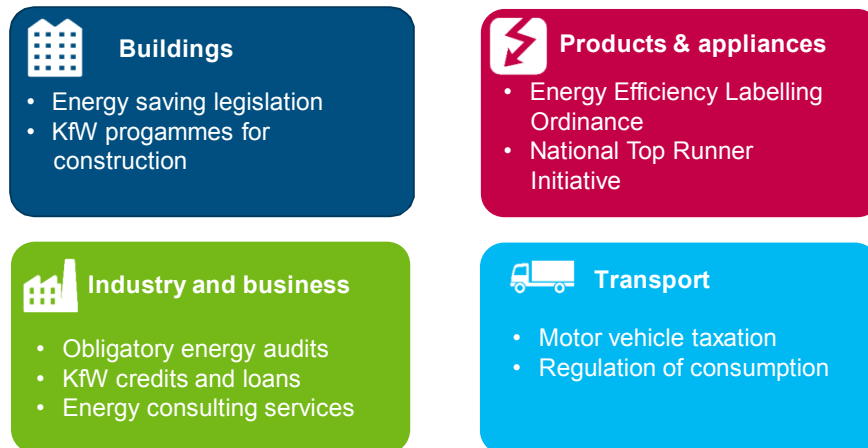 Buildings
• Energy saving legislation
• KfW progammes for
construction
Products & appliances
• Energy Efficiency Labelling
Ordinance
• National Top Runner
Initiative
Industry and business
• Obligatory energy audits
• KfW credits and loans
• Energy consulting services
Transport
• Motor vehicle taxation
• Regulation of consumption